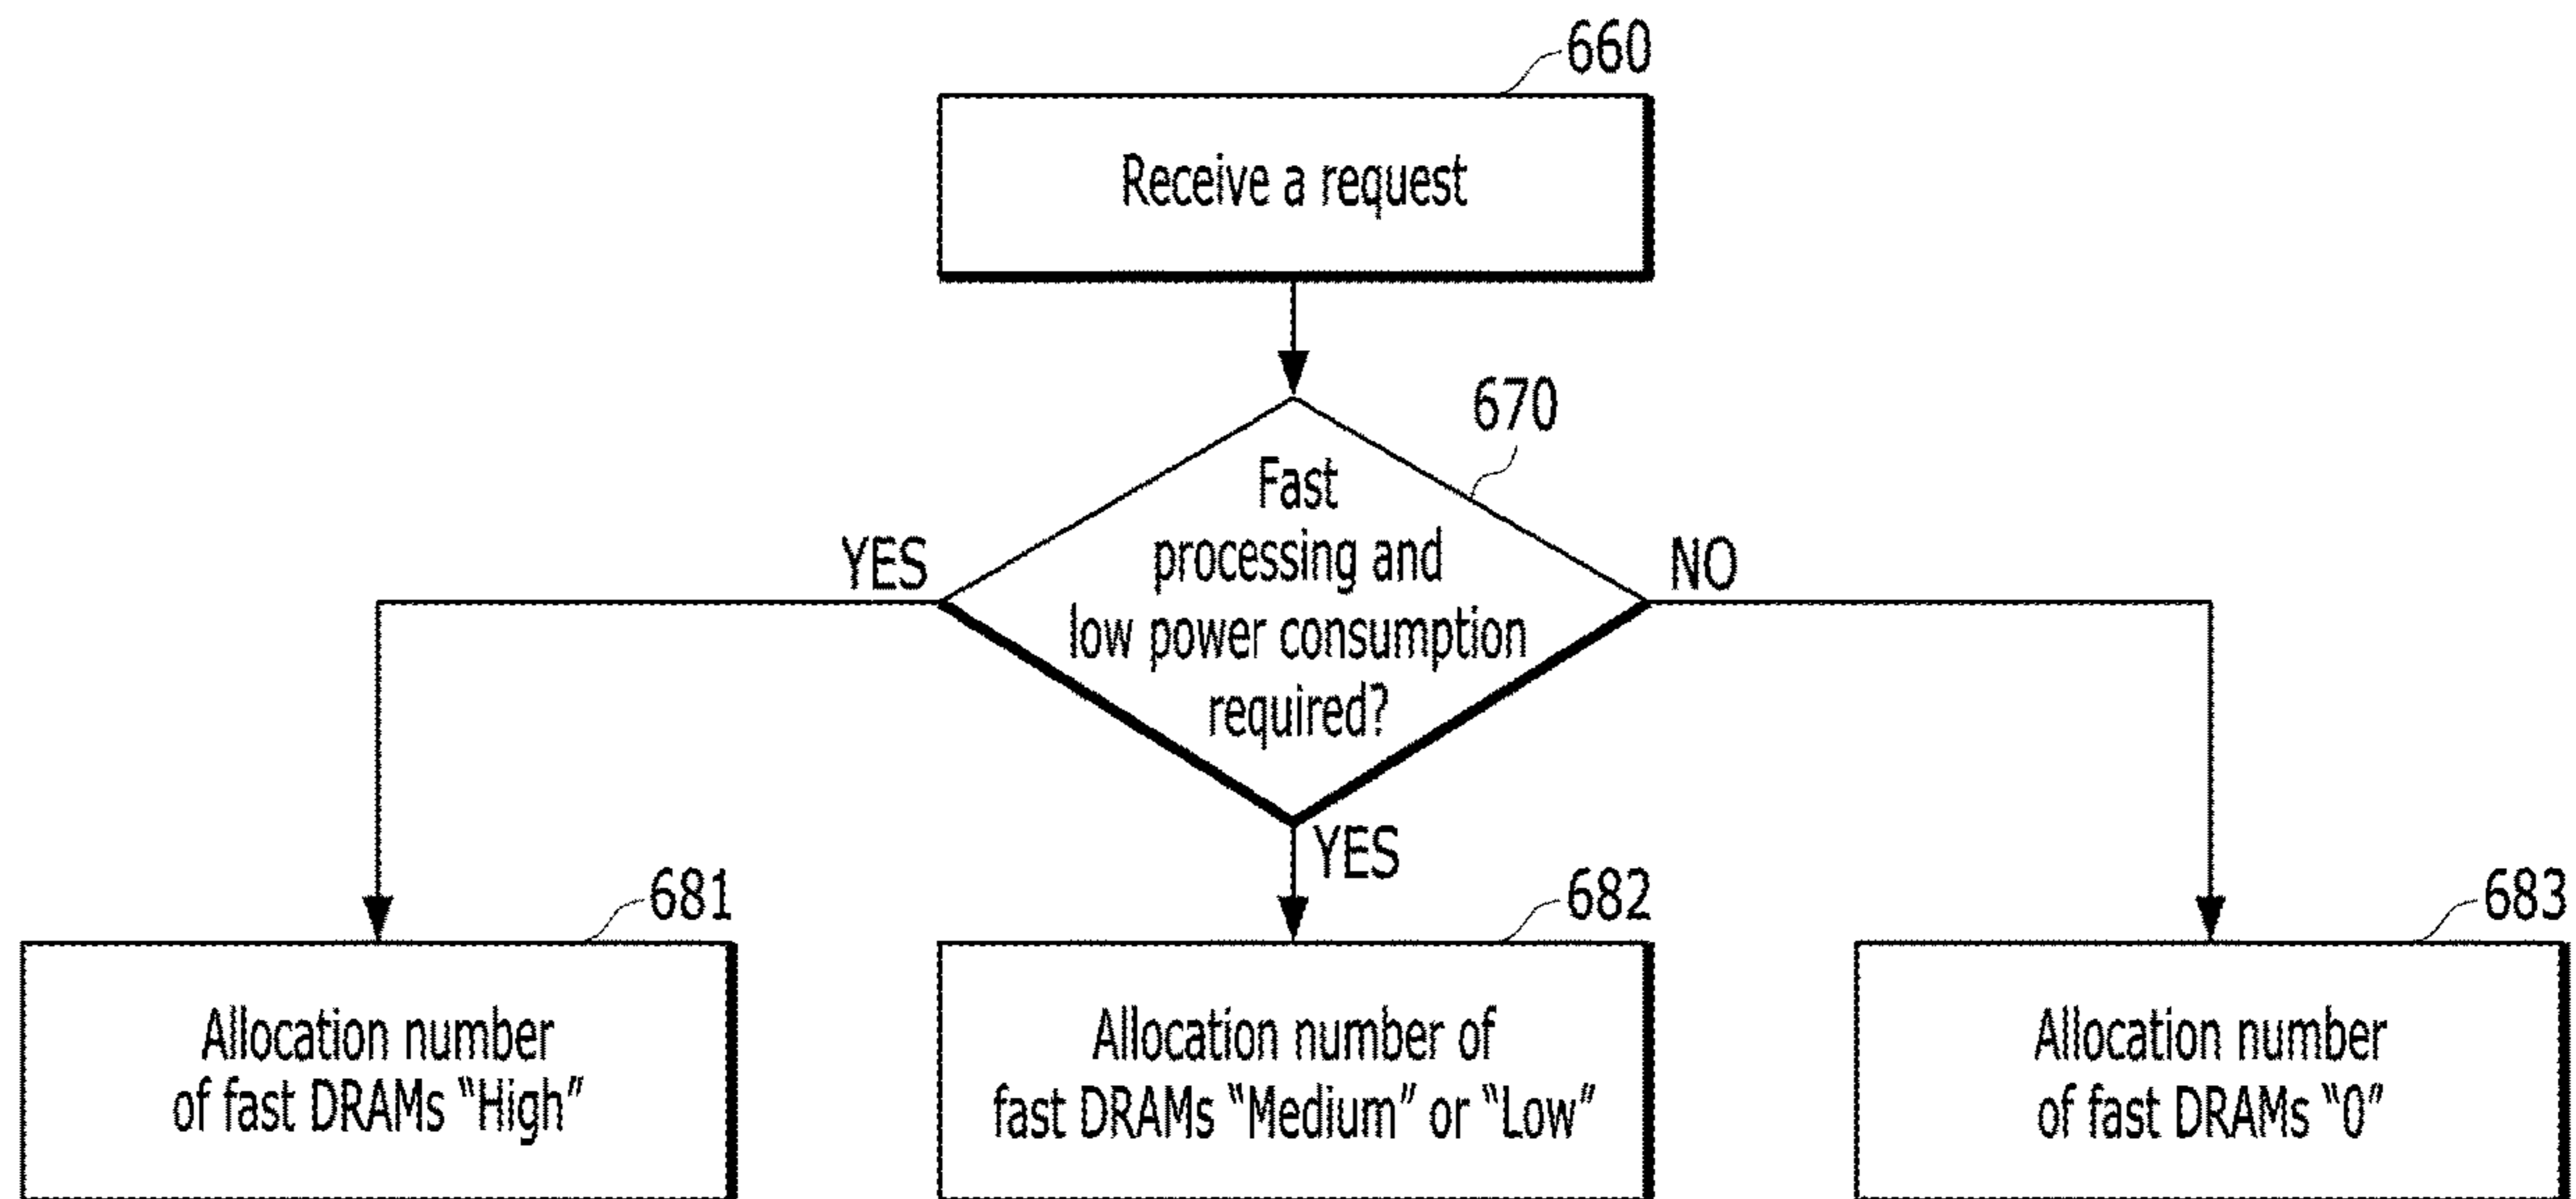 660
Receive a request
670
Fast
processing and
low power consumption
required?
YES
NO
YES
681
682
683
Allocation number
of fast DRAMs “High”
Allocation number of
fast DRAMs “Medium” or “Low”
Allocation number
of fast DRAMs “0”